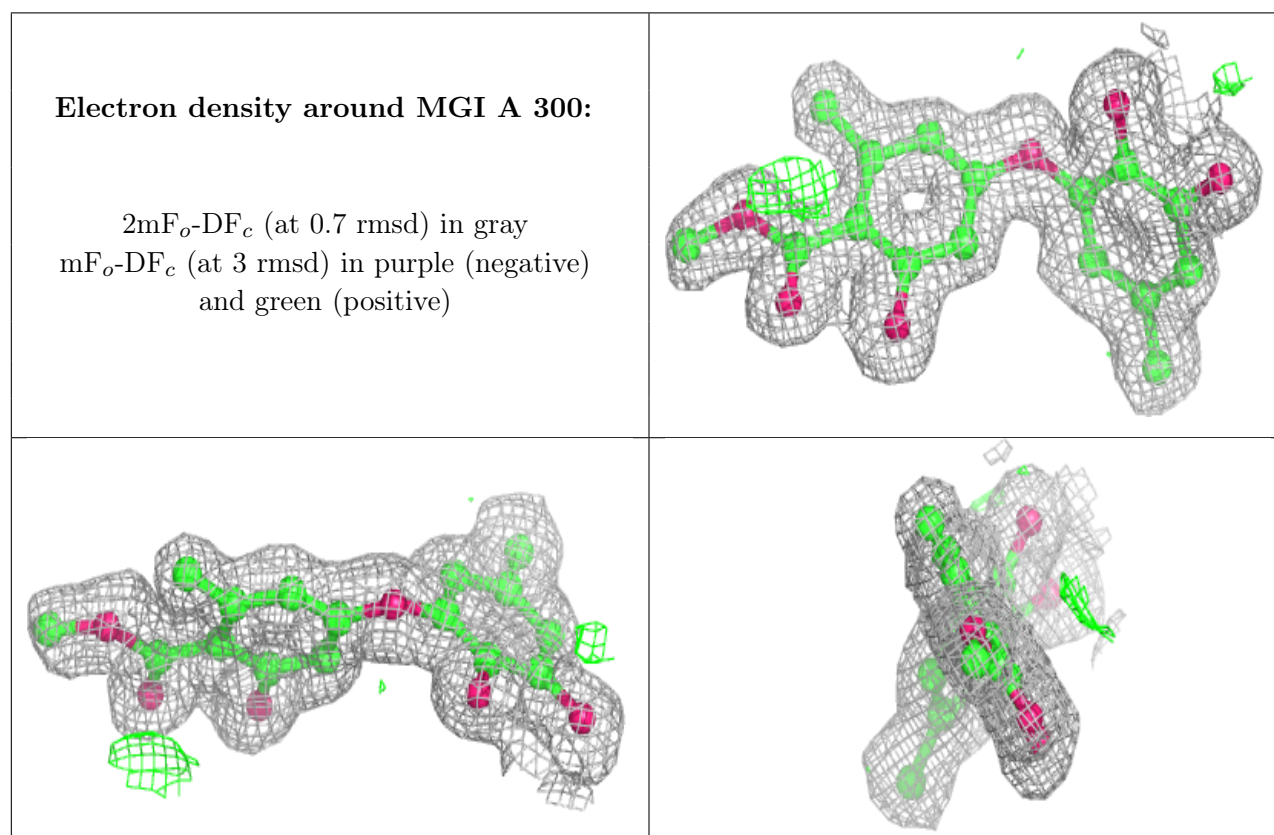 Electron density around MGI A 300:
2mFo-DFc (at 0.7 rmsd) in gray
mFo-DFc (at 3 rmsd) in purple (negative)
and green (positive)